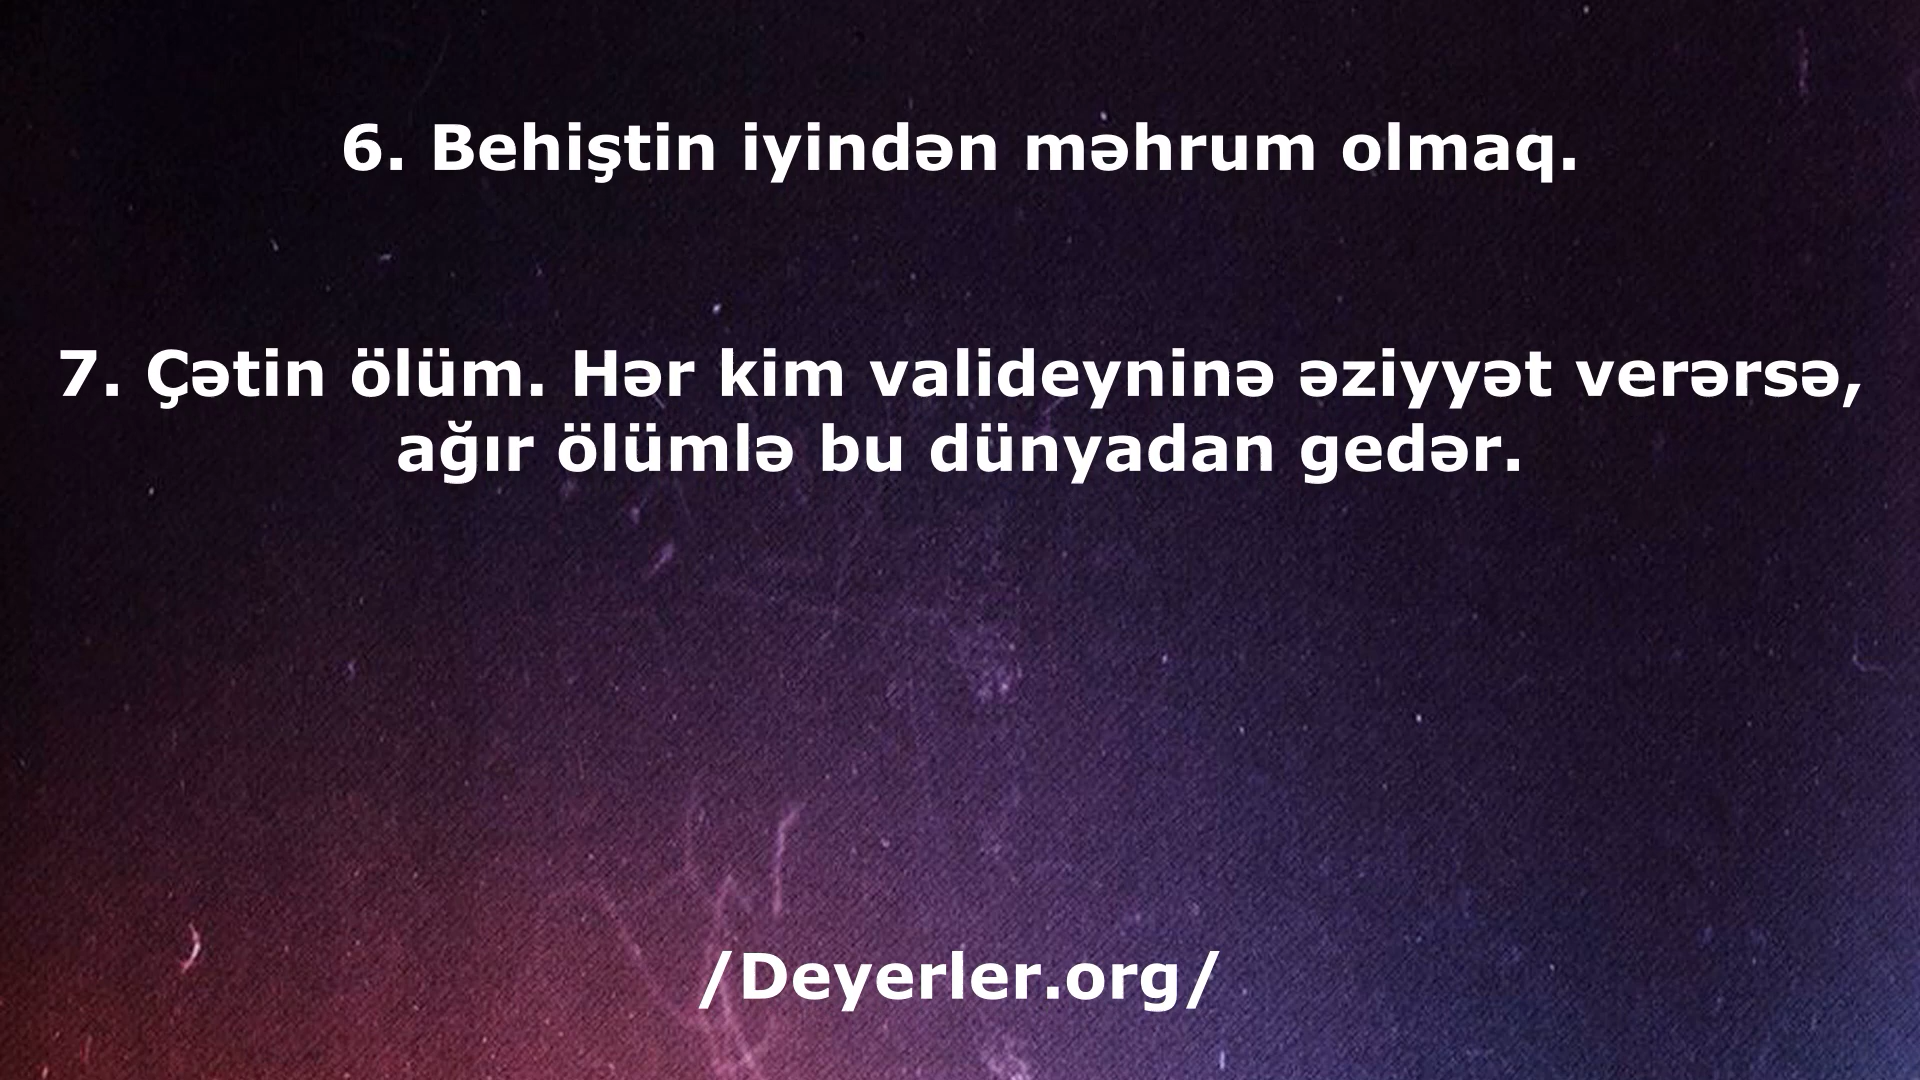 6. Behiştin iyindən məhrum olmaq.
7. Çətin ölüm. Hər kim valideyninə əziyyət verərsə,
ağır ölümlə bu dünyadan gedər.
/Deyerler.org/